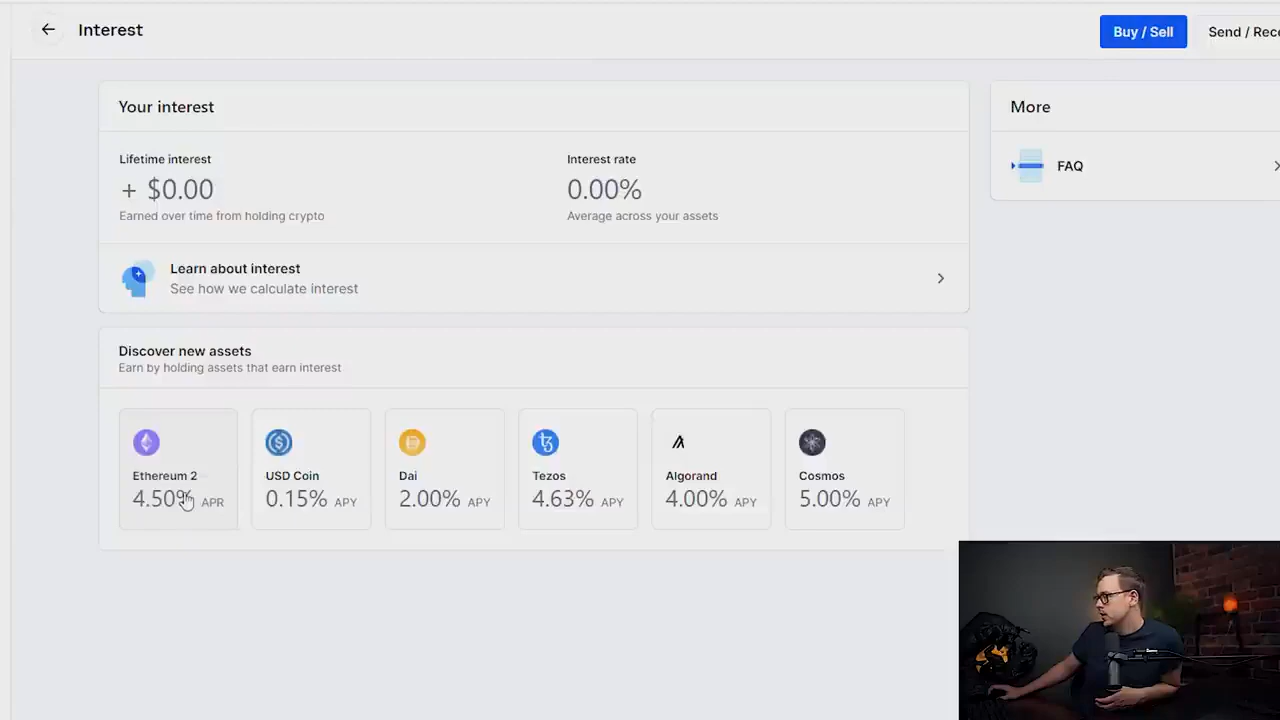 Interest
Buy / Sell
Send / Rece
Your interest
More
Lifetime interest
Interest rate
+ $0.00
0.00%
FAQ
Earned over time from holding crypto
Average across your assets
Learn about interest
See how we calculate interest
Discover new assets
Earn by holding assets that earn interest
Ethereum 2
4.50% APR
USD Coin
0.15% APY
Dai
2.00% APY
Tezos
4.63% APY
Algorand
4.00% APY
Cosmos
5.00% APY